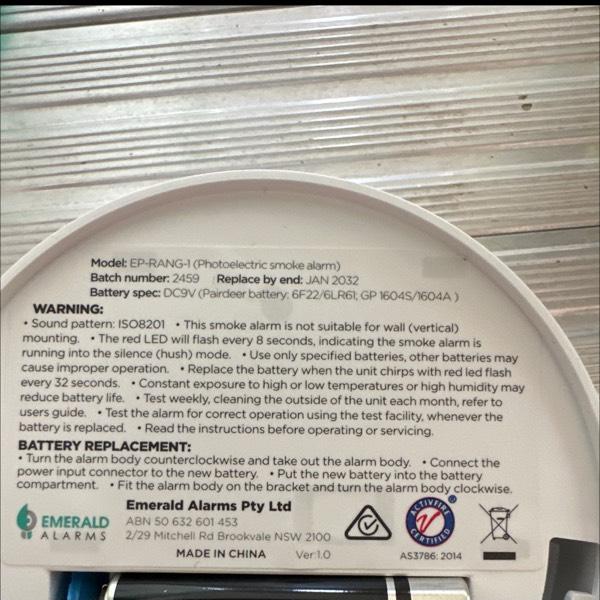 Model: EP-RANG-1 (Photoelectric smoke alarm)
Batch number: 2459 Replace by end: JAN 2032
Battery spec: DC9V (Pairdeer battery: 6F22/6LR61; GP 1604S/1604A )
WARNING:
• Sound pattern: ISO8201 • This smoke alarm is not suitable for wall (vertical)
mounting. • The red LED will flash every 8 seconds, indicating the smoke alarm is
running into the silence (hush) mode. • Use only specified batteries, other batteries may
cause improper operation. • Replace the battery when the unit chirps with red led flash
every 32 seconds. • Constant exposure to high or low temperatures or high humidity may
reduce battery life. • Test weekly, cleaning the outside of the unit each month, refer to
users guide. • Test the alarm for correct operation using the test facility, whenever the
battery is replaced. • Read the instructions before operating or servicing.
BATTERY REPLACEMENT:
• Turn the alarm body counterclockwise and take out the alarm body. • Connect the
power input connector to the new battery. • Put the new battery into the battery
compartment. • Fit the alarm body on the bracket and turn the alarm body clockwise.
EMERALD
ALARMS
Emerald Alarms Pty Ltd
ABN 50 632 601 453
2/29 Mitchell Rd Brookvale NSW 2100
MADE IN CHINA Ver:1.0
ACTIVFIRE
®
CERTIFIED
AS3786: 2014